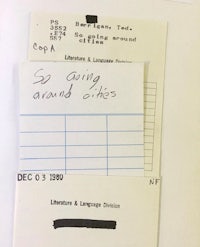 PS Berrigan, Ted.
3552
.E74 So going around
S57 cities
Cop A
Literature & Language Division
So Going
around cities
DEC 03 1980
NF
Literature & Language Division